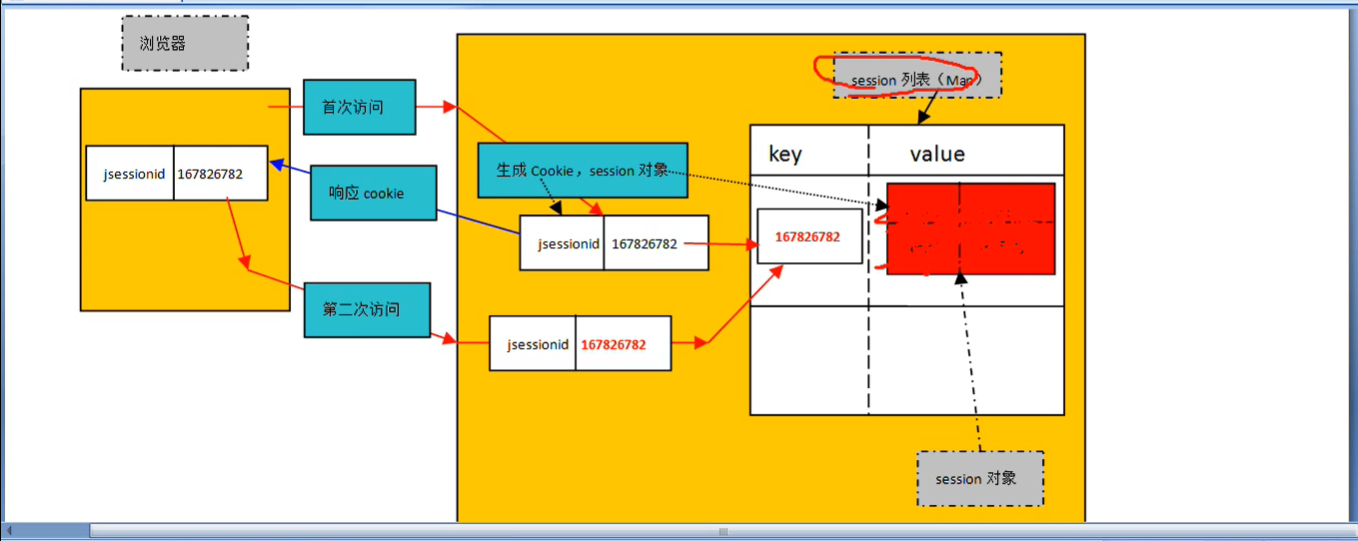 浏览器
session 列表（Map）
首次访问
key
value
生成 Cookie，session 对象
jsessionid
167826782
响应 cookie
jsessionid
167826782
167826782
第二次访问
jsessionid
167826782
session 对象